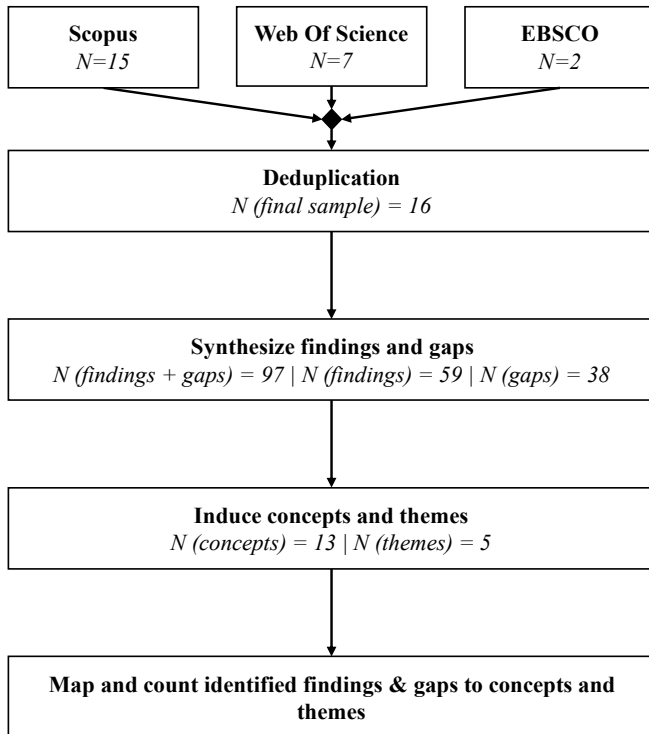 Scopus
N=15
Web Of Science
N=7
EBSCO
N=2
Deduplication
N (final sample) = 16
Synthesize findings and gaps
N (findings + gaps) = 97 | N (findings) = 59 | N (gaps) = 38
Induce concepts and themes
N (concepts) = 13 | N (themes) = 5
Map and count identified findings & gaps to concepts and
themes